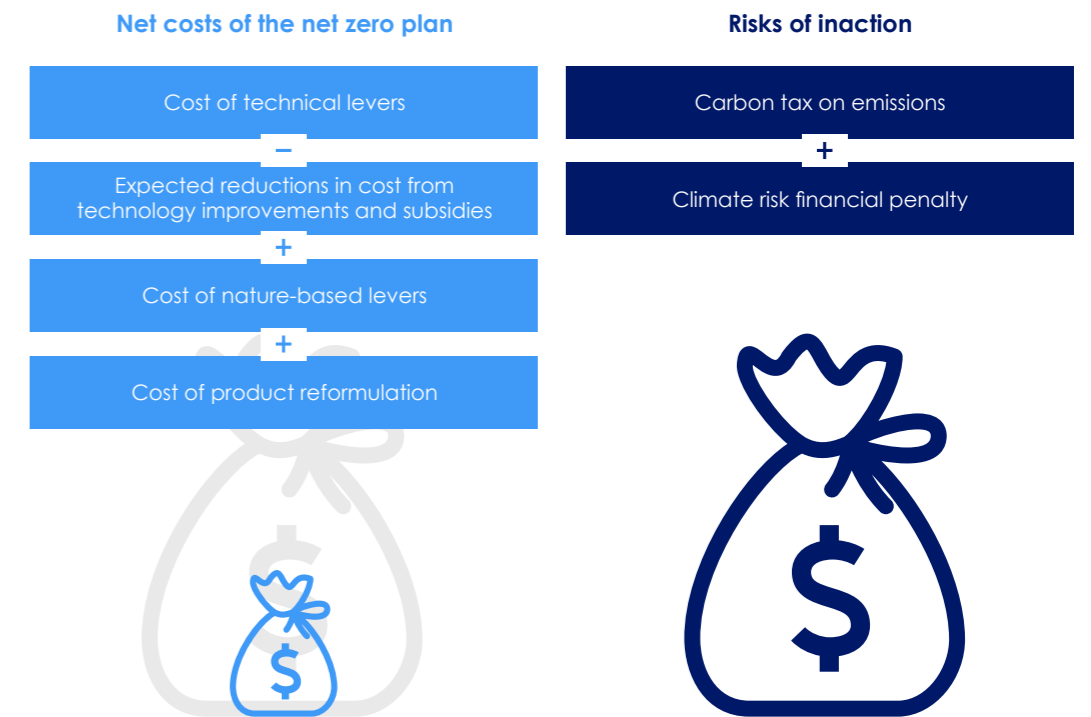 Net costs of the net zero plan
Cost of technical levers
−
Expected reductions in cost from
technology improvements and subsidies
+
Cost of nature-based levers
+
Cost of product reformulation
$
$
Risks of inaction
Carbon tax on emissions
+
Climate risk financial penalty
$